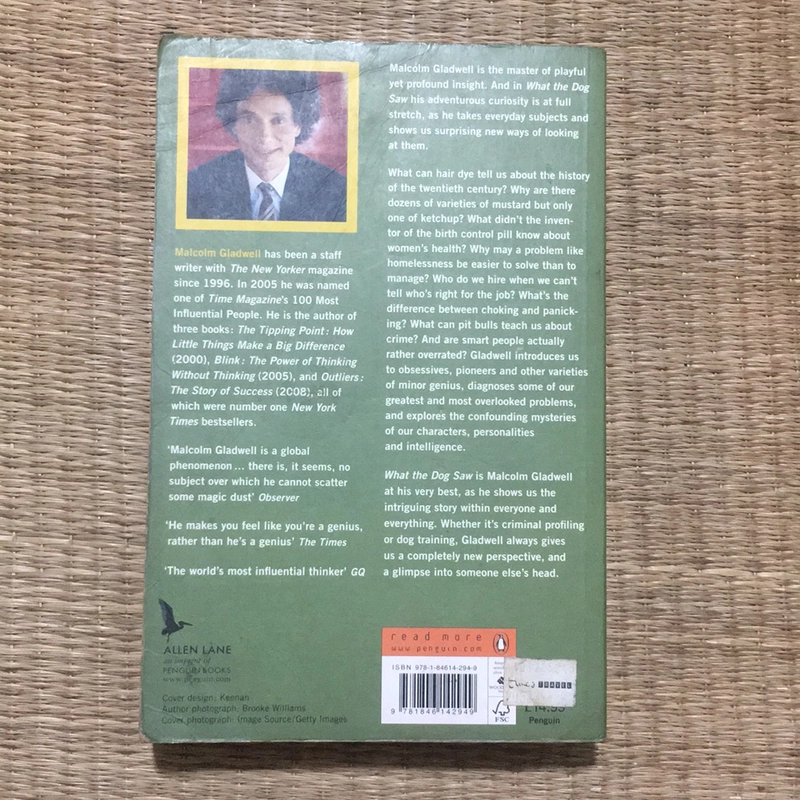 Malcolm Gladwell has been a staff
writer with The New Yorker magazine
since 1996. In 2005 he was named
one of Time Magazine's 100 Most
Influential People. He is the author of
three books: The Tipping Point: How
Little Things Make a Big Difference
(2000), Blink: The Power of Thinking
Without Thinking (2005), and Outliers:
The Story of Success (2008), all of
which were number one New York
Times bestsellers.
'Malcolm Gladwell is a global
phenomenon... there is, it seems, no
subject over which he cannot scatter
some magic dust' Observer
'He makes you feel like you're a genius,
rather than he's a genius' The Times
'The world's most influential thinker' GQ
ALLEN LANE
an imprint of
PENGUIN BOOKS
www.penguin.com
Cover design: Keenan
Author photograph: Brooke Williams
Cover photograph: Image Source/Getty Images
Malcolm Gladwell is the master of playful
yet profound insight. And in What the Dog
Saw his adventurous curiosity is at full
stretch, as he takes everyday subjects and
shows us surprising new ways of looking
at them.
What can hair dye tell us about the history
of the twentieth century? Why are there
dozens of varieties of mustard but only
one of ketchup? What didn't the inven-
tor of the birth control pill know about
women's health? Why may a problem like
homelessness be easier to solve than to
manage? Who do we hire when we can't
tell who's right for the job? What's the
difference between choking and panick-
ing? What can pit bulls teach us about
crime? And are smart people actually
rather overrated? Gladwell introduces us
to obsessives, pioneers and other varieties
of minor genius, diagnoses some of our
greatest and most overlooked problems,
and explores the confounding mysteries
of our characters, personalities
and intelligence.
What the Dog Saw is Malcolm Gladwell
at his very best, as he shows us the
intriguing story within everyone and
everything. Whether it's criminal profiling
or dog training, Gladwell always gives
us a completely new perspective, and
a glimpse into someone else's head.
read more
www.penguin.com
ISBN 978-1-84614-294-9
9 781846 142949
FSC
TRAVEL
Penguin